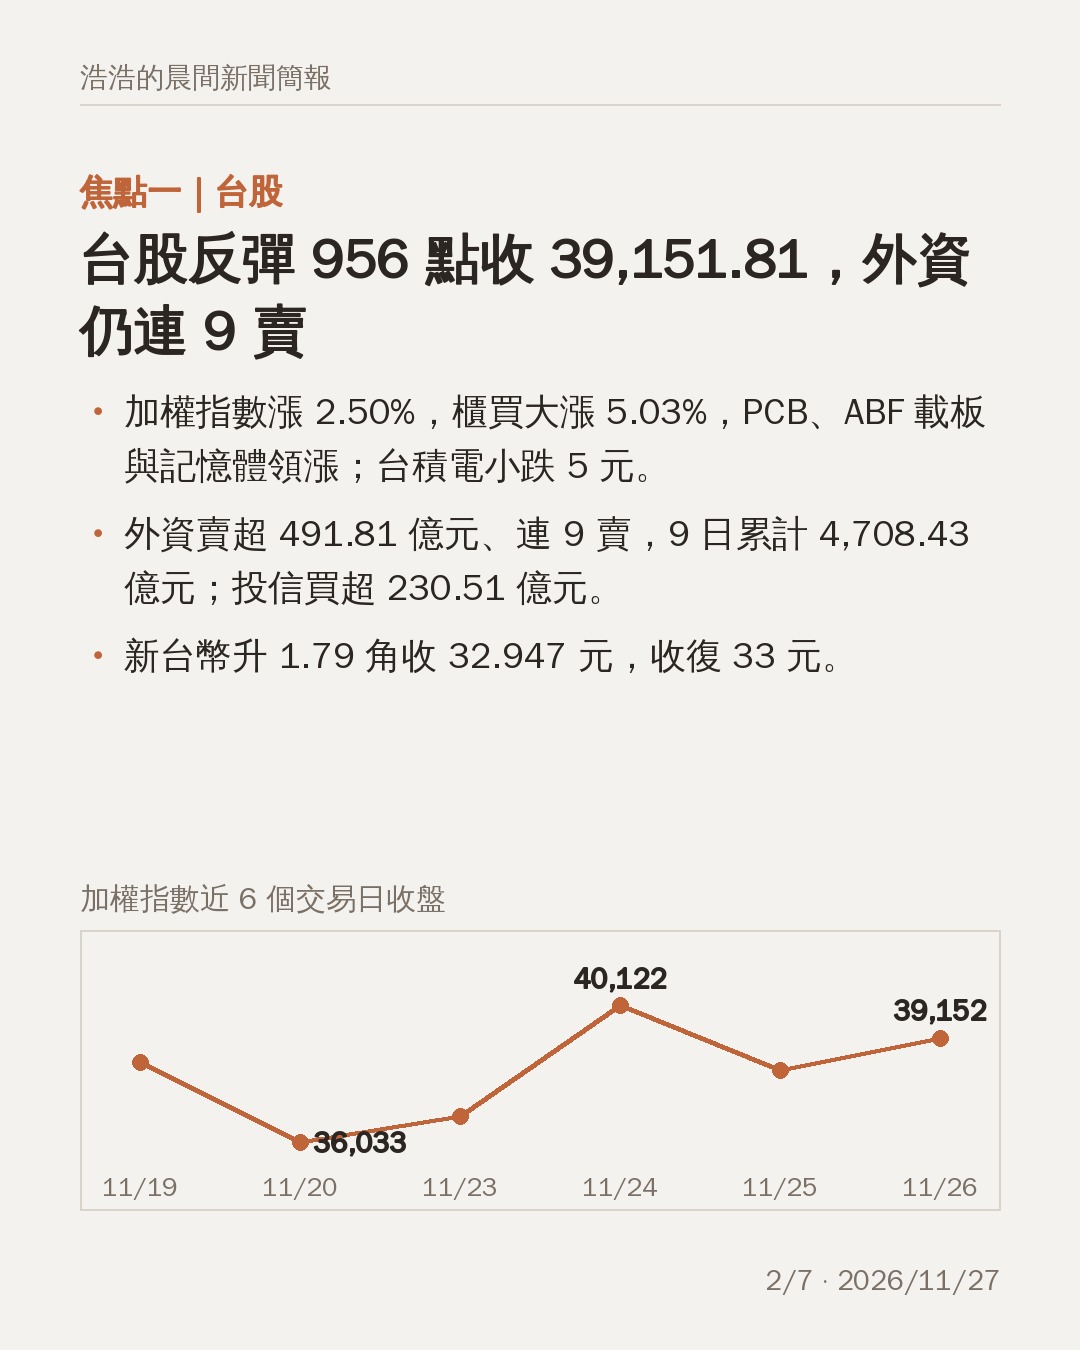 浩浩的晨間新聞簡報
焦點一｜台股
台股反彈 956 點收 39,151.81，外資
仍連 9 賣
• 加權指數漲 2.50%，櫃買大漲 5.03%，PCB、ABF 載板
與記憶體領漲；台積電小跌 5 元。
• 外資賣超 491.81 億元、連 9 賣，9 日累計 4,708.43
億元；投信買超 230.51 億元。
• 新台幣升 1.79 角收 32.947 元，收復 33 元。
加權指數近 6 個交易日收盤
40,122
39,152
36,033
11/19 11/20 11/23 11/24 11/25 11/26
2/7 · 2026/11/27